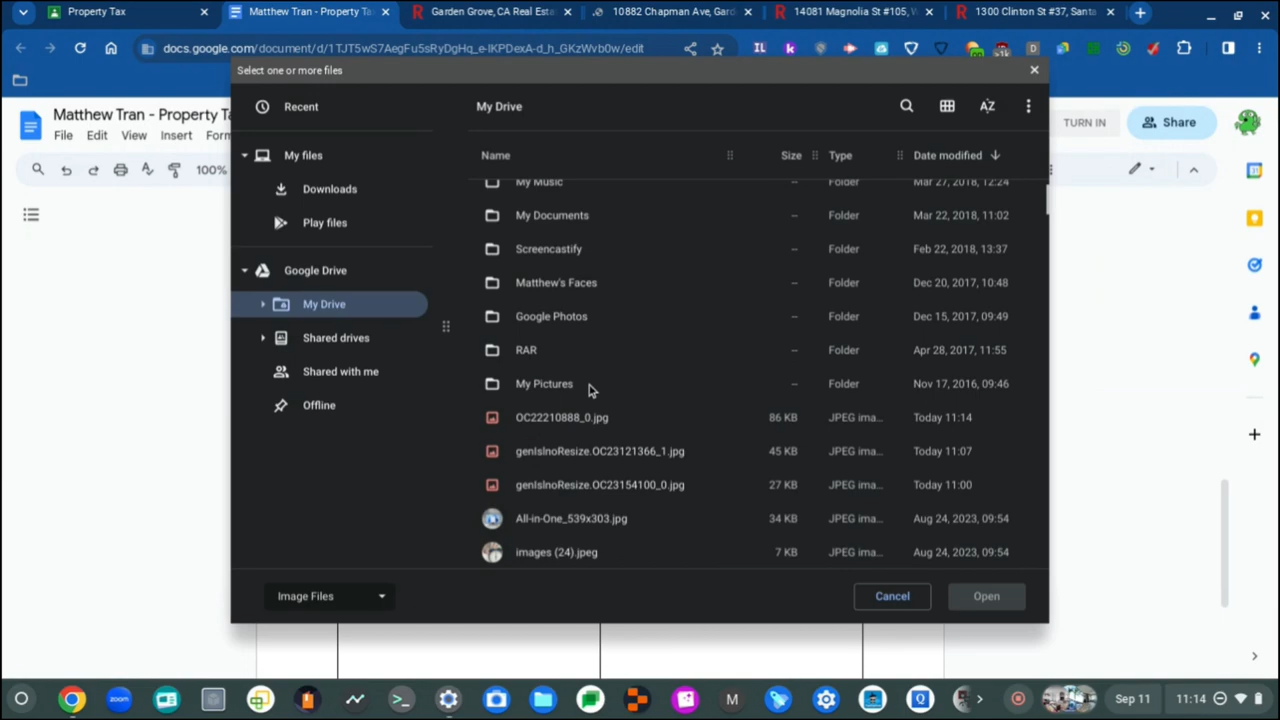 Property Tax
Matthew Tran - Property Ta
Garden Grove, CA Real Esta
10882 Chapman Ave, Gard
14081 Magnolia St #105, W
1300 Clinton St #37, Santa
docs.google.com/document/d/1TJT5wS7AegFu5sRyDgHq_e-IKPDexA-d_h_GKzWvb0w/edit
Select one or more files
Matthew Tran - Property Ta
File Edit View Insert Form
TURN IN
Share
100%
Recent
My files
Downloads
Play files
Google Drive
My Drive
Shared drives
Shared with me
Offline
My Drive
Name Size Type Date modified
My Music -- Folder Mar 27, 2018, 12:24
My Documents -- Folder Mar 22, 2018, 11:02
Screencastify -- Folder Feb 22, 2018, 13:37
Matthew's Faces -- Folder Dec 20, 2017, 10:48
Google Photos -- Folder Dec 15, 2017, 09:49
RAR -- Folder Apr 28, 2017, 11:55
My Pictures -- Folder Nov 17, 2016, 09:46
OC22210888_0.jpg 86 KB JPEG ima... Today 11:14
genIslnoResize.OC23121366_1.jpg 45 KB JPEG ima... Today 11:07
genIslnoResize.OC23154100_0.jpg 27 KB JPEG ima... Today 11:00
All-in-One_539x303.jpg 34 KB JPEG ima... Aug 24, 2023, 09:54
images (24).jpeg 7 KB JPEG ima... Aug 24, 2023, 09:54
Image Files
Cancel
Open
zoom
Sep 11
11:14